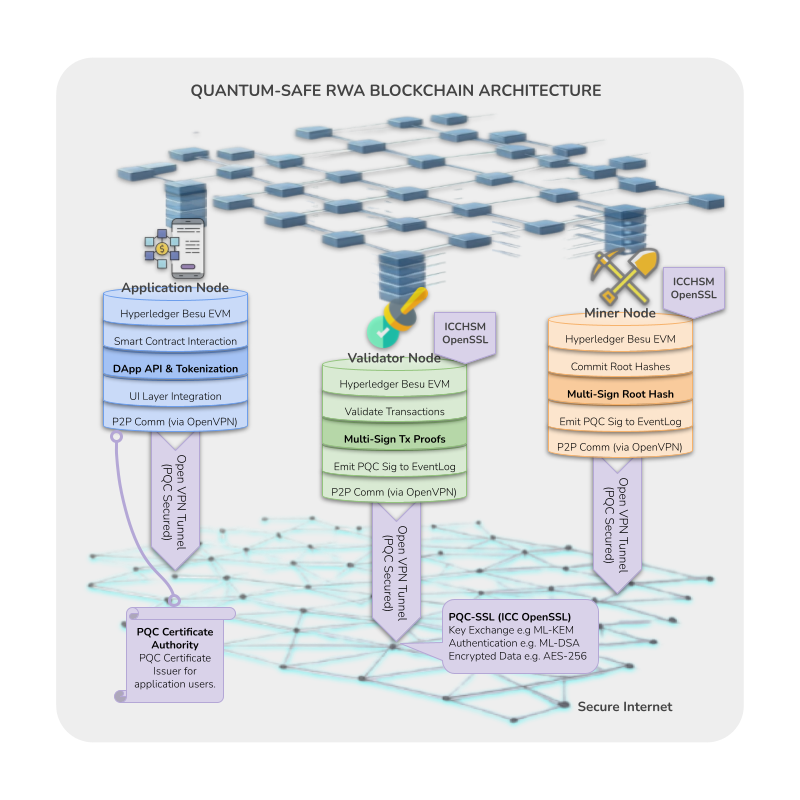 QUANTUM-SAFE RWA BLOCKCHAIN ARCHITECTURE
Application Node
Hyperledger Besu EVM
Smart Contract Interaction
DApp API & Tokenization
UI Layer Integration
P2P Comm (via OpenVPN)
Open VPN Tunnel
(PQC Secured)
ICCHSM
OpenSSL
Validator Node
Hyperledger Besu EVM
Validate Transactions
Multi-Sign Tx Proofs
Emit PQC Sig to EventLog
P2P Comm (via OpenVPN)
Open VPN Tunnel
(PQC Secured)
ICCHSM
OpenSSL
Miner Node
Hyperledger Besu EVM
Commit Root Hashes
Multi-Sign Root Hash
Emit PQC Sig to EventLog
P2P Comm (via OpenVPN)
Open VPN Tunnel
(PQC Secured)
PQC Certificate
Authority
PQC Certificate
Issuer for
application users.
PQC-SSL (ICC OpenSSL)
Key Exchange e.g ML-KEM
Authentication e.g. ML-DSA
Encrypted Data e.g. AES-256
Secure Internet